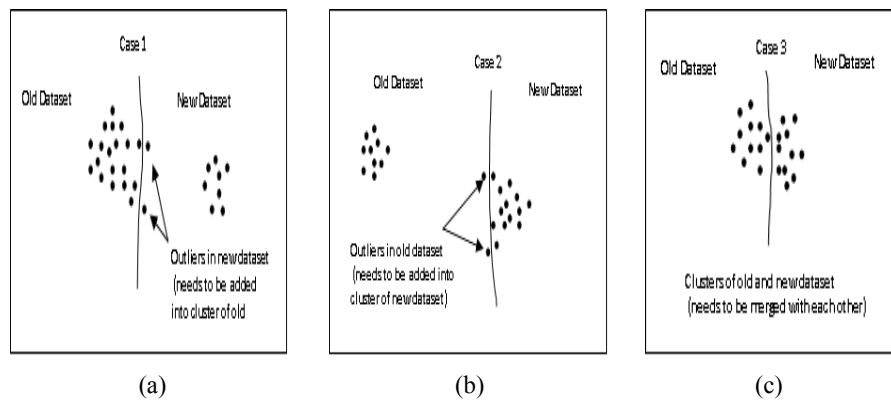 Case 1
Old Dataset
New Dataset
Outliers in new dataset
(needs to be added
into cluster of old
Case 2
Old Dataset
New Dataset
Outliers in old dataset
(needs to be added into
cluster of new dataset)
Case 3
Old Dataset
New Dataset
Clusters of old and new dataset
(needs to be merged with each other)
(a)
(b)
(c)